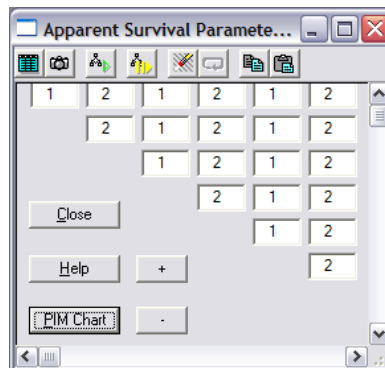 Apparent Survival Paramete...
1 2 1 2 1 2
2 1 2 1 2
1 2 1 2
2 1 2
Close
1 2
Help + 2
PIM Chart -